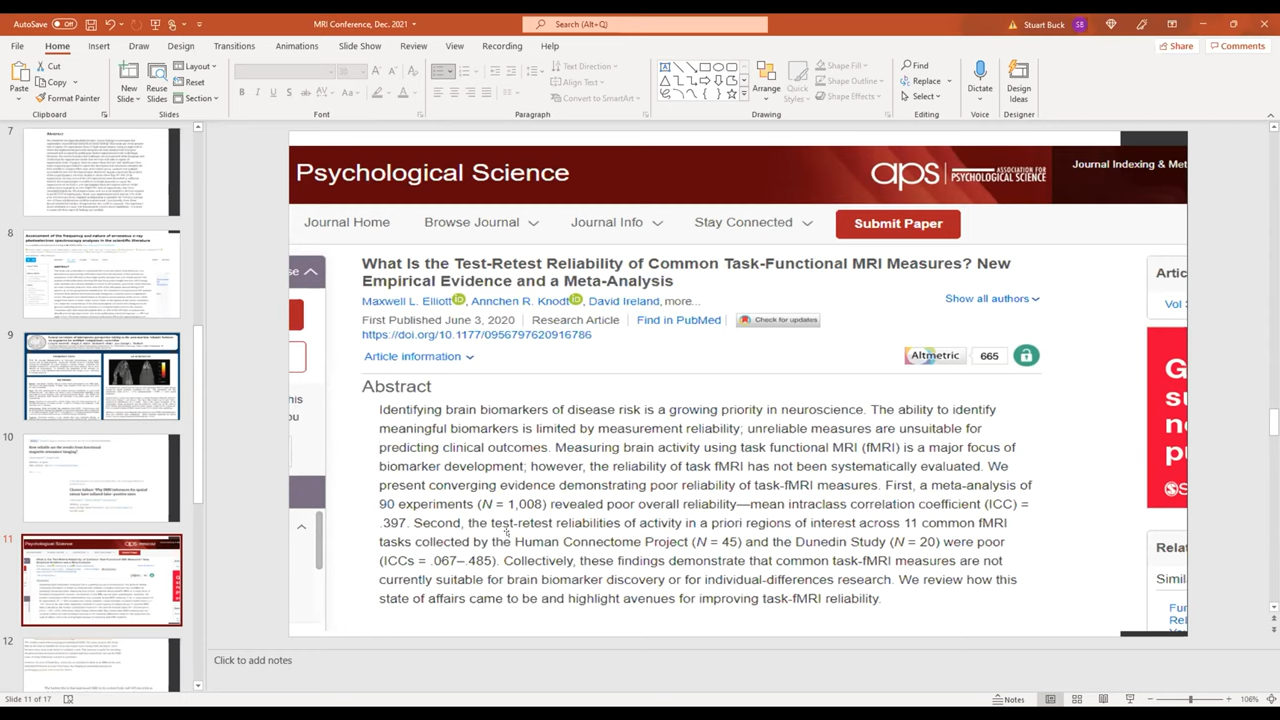 AutoSave Off
MRI Conference, Dec. 2021
Search (Alt+Q)
Stuart Buck SB
File Home Insert Draw Design Transitions Animations Slide Show Review View Recording Help
Share Comments
Paste
Cut
Copy
Format Painter
Clipboard
New Slide
Reuse Slides
Layout
Reset
Section
Slides
Font
Text Direction
Align Text
Convert to SmartArt
Paragraph
Arrange
Quick Styles
Shape Fill
Shape Outline
Shape Effects
Drawing
Find
Replace
Select
Editing
Dictate
Voice
Design Ideas
Designer
7
8
9
10
11
12
Psychological Science
aps ASSOCIATION FOR PSYCHOLOGICAL SCIENCE
Journal Indexing & Met
Journal Home Browse Journal Journal Info Stay Connected Submit Paper
What Is the Test-Retest Reliability of Common Task-Functional MRI Measures? New
Empirical Evidence and a Meta-Analysis
Maxwell L. Elliott, David Ireland, more...
Show all authors
First Published June 3, 2020 Research Article Find in PubMed Check for updates
https://doi.org/10.1177/0956797620916786
Article information
Altmetric 665
Abstract
Identifying brain biomarkers of disease risk is a growing priority in neuroscience. The ability to identify
meaningful biomarkers is limited by measurement reliability; unreliable measures are unsuitable for
predicting clinical outcomes. Measuring brain activity using functional MRI (fMRI) is a major focus of
biomarker development; however, the reliability of task fMRI has not been systematically evaluated. We
present converging evidence demonstrating poor reliability of task-fMRI measures. First, a meta-analysis of
90 experiments (N = 1,008) revealed poor overall reliability—mean intraclass correlation coefficient (ICC) =
.397. Second, the test-retest reliabilities of activity in a priori regions of interest across 11 common fMRI
tasks collected by the Human Connectome Project (N = 45) and the Dunedin Study (N = 20) were poor
(ICCs = .067–.485). Collectively, these findings demonstrate that common task-fMRI measures are not
currently suitable for brain biomarker discovery or for individual-differences research. We review how this
state of affairs came to be and highlight avenues for improving task-fMRI reliability.
Artic
Vol 3
Rela
Simil
Click to add notes
Slide 11 of 17
Notes
106%